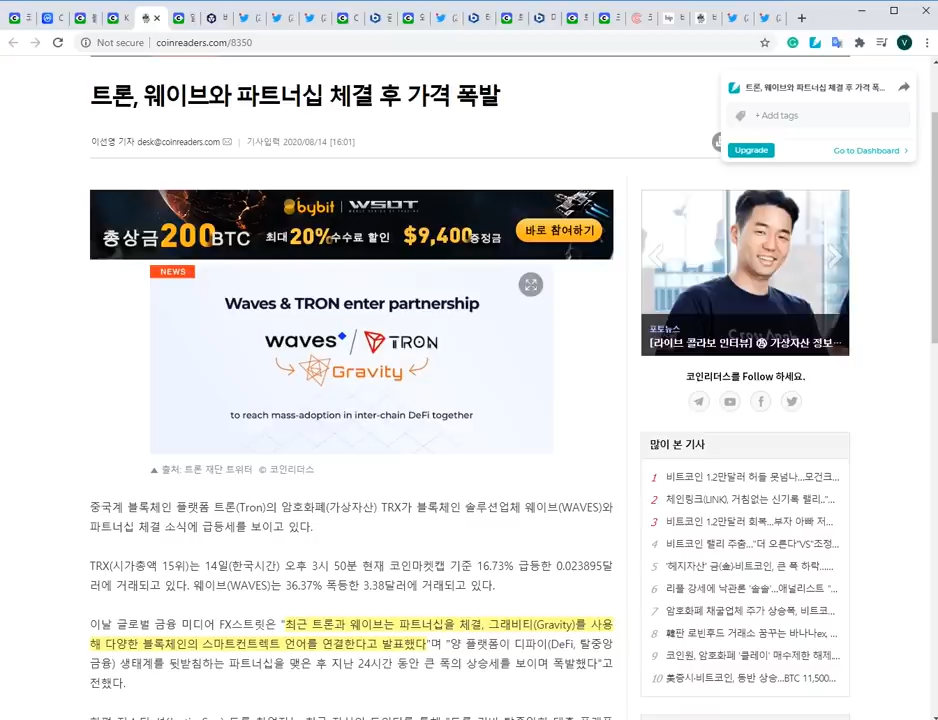 Not secure
coinreaders.com/8350
트론, 웨이브와 파트너십 체결 후 가격 폭발
이선영 기자 desk@coinreaders.com | 기사입력 2020/08/14 [16:01]
트론, 웨이브와 파트너십 체결 후 가격 폭...
+ Add tags
Upgrade
Go to Dashboard >
bybit | WSOT
총상금 200BTC 최대 20% 수수료 할인 $9,400 증정금 바로 참여하기
NEWS
Waves & TRON enter partnership
waves / TRON
Gravity
to reach mass-adoption in inter-chain DeFi together
▲ 출처: 트론 재단 트위터 © 코인리더스
중국계 블록체인 플랫폼 트론(Tron)의 암호화폐(가상자산) TRX가 블록체인 솔루션업체 웨이브(WAVES)와
파트너십 체결 소식에 급등세를 보이고 있다.
TRX(시가총액 15위)는 14일(한국시간) 오후 3시 50분 현재 코인마켓캡 기준 16.73% 급등한 0.023895달
러에 거래되고 있다. 웨이브(WAVES)는 36.37% 폭등한 3.38달러에 거래되고 있다.
이날 글로벌 금융 미디어 FX스트릿은 "최근 트론과 웨이브는 파트너십을 체결, 그래비티(Gravity)를 사용
해 다양한 블록체인의 스마트컨트랙트 언어를 연결한다고 발표했다"며 "양 플랫폼이 디파이(DeFi, 탈중앙
금융) 생태계를 뒷받침하는 파트너십을 맺은 후 지난 24시간 동안 큰 폭의 상승세를 보이며 폭발했다"고
전했다.
포토뉴스
[라이브 콜라보 인터뷰] 가상자산 정보...
코인리더스를 Follow 하세요.
많이 본 기사
1 비트코인 1.2만달러 허들 못넘나...모건크...
2 체인링크(LINK), 거침없는 신기록 랠리.."...
3 비트코인 1.2만달러 회복...부자 아빠 저...
4 비트코인 랠리 주춤..."더 오른다"VS"조정...
5 '헤지자산' 금(金)·비트코인, 큰 폭 하락......
6 리플 강세에 낙관론 '솔솔'...애널리스트 "...
7 암호화폐 채굴업체 주가 상승폭, 비트코...
8 韓판 로빈후드 거래소 꿈꾸는 바나나ex, ...
9 코인원, 암호화폐 '클레이' 매수제한 해제,...
10 美증시·비트코인, 동반 상승...BTC 11,500...